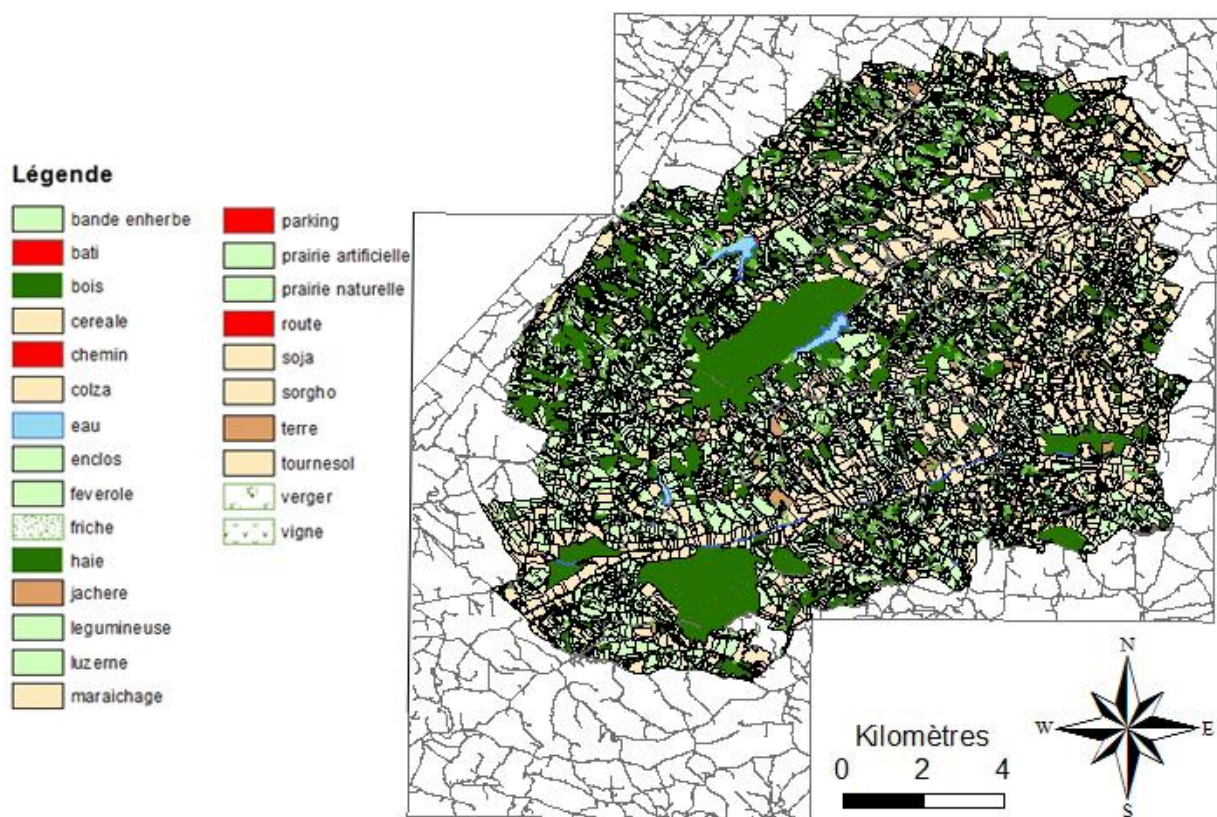 Légende
bande enherbe
bati
bois
cereale
chemin
colza
eau
enclos
feverole
friche
haie
jachere
legumineuse
luzerne
maraichage
parking
prairie artificielle
prairie naturelle
route
soja
sorgho
terre
tournesol
verger
vigne
Kilomètres
0 2 4
N
W E
S